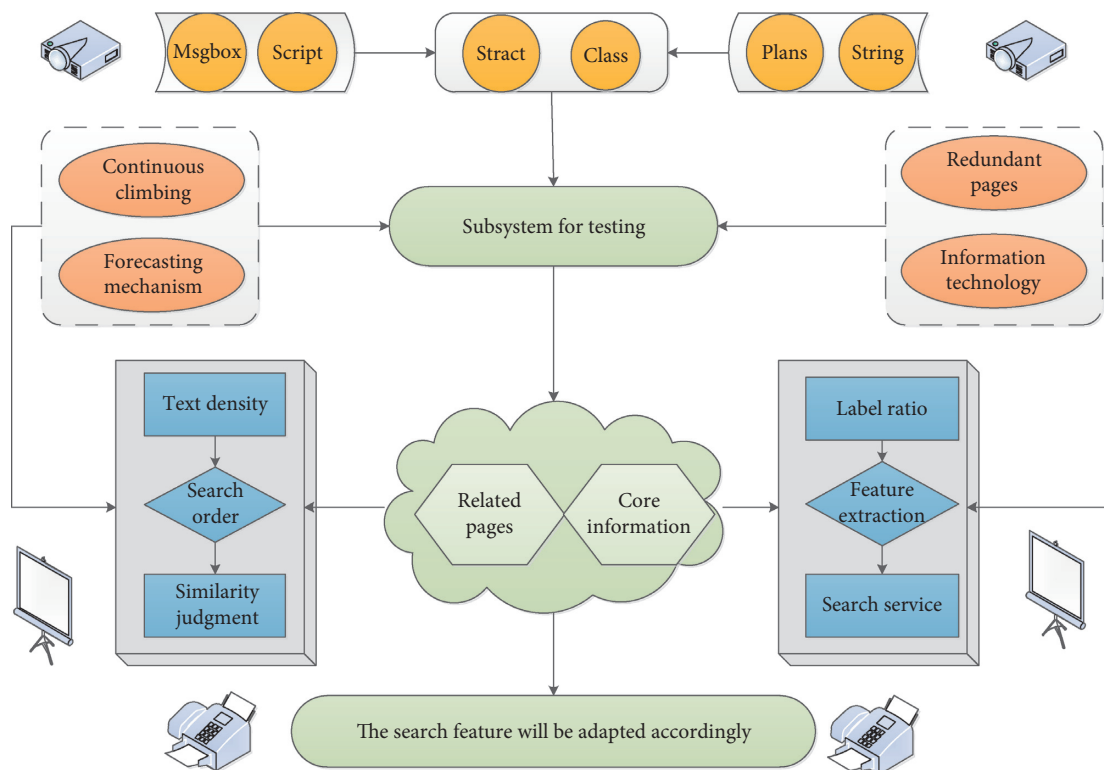 Msgbox
Script
Stract
Class
Plans
String
Continuous
climbing
Forecasting
mechanism
Subsystem for testing
Redundant
pages
Information
technology
Text density
Search
order
Similarity
judgment
Related
pages
Core
information
Label ratio
Feature
extraction
Search service
The search feature will be adapted accordingly